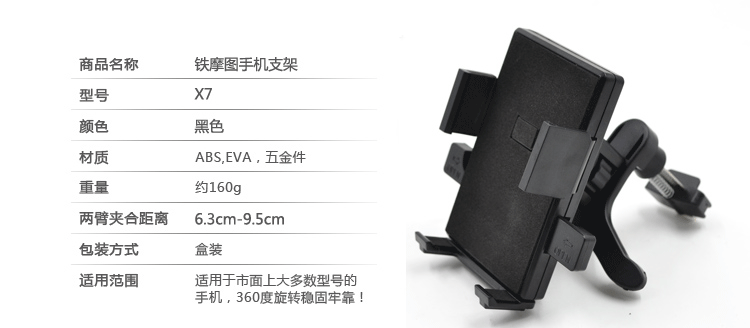 商品名称 铁摩图手机支架
型号 X7
颜色 黑色
材质 ABS,EVA，五金件
重量 约160g
两臂夹合距离 6.3cm-9.5cm
包装方式 盒装
适用范围 适用于市面上大多数型号的
手机，360度旋转稳固牢靠！